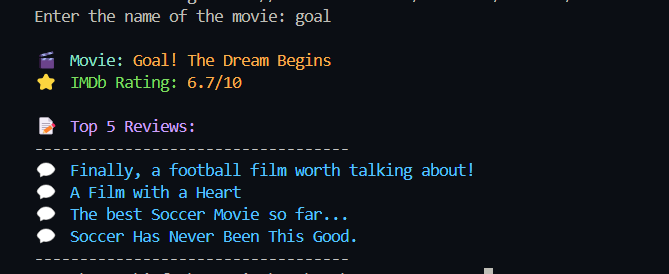 Enter the name of the movie: goal
🎬 Movie: Goal! The Dream Begins
⭐ IMDb Rating: 6.7/10
📝 Top 5 Reviews:
-----------------------------------
💬 Finally, a football film worth talking about!
💬 A Film with a Heart
💬 The best Soccer Movie so far...
💬 Soccer Has Never Been This Good.
-----------------------------------